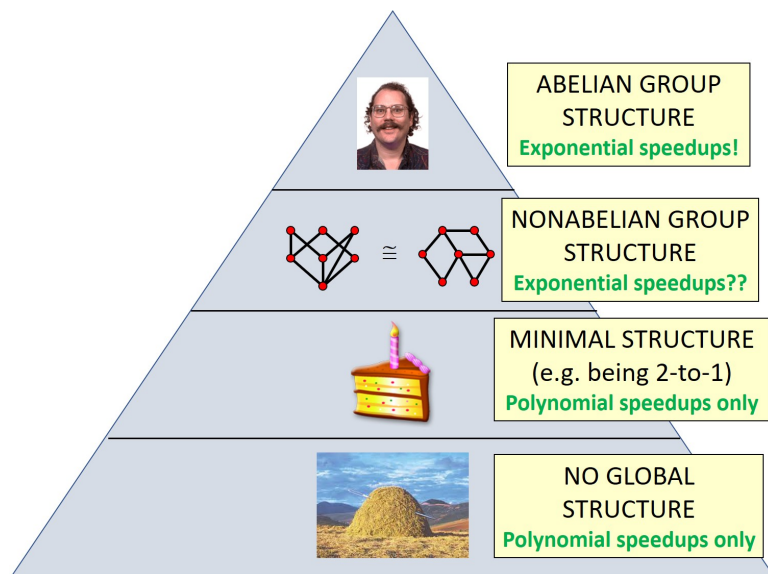 ABELIAN GROUP
STRUCTURE
Exponential speedups!
≅
NONABELIAN GROUP
STRUCTURE
Exponential speedups??
MINIMAL STRUCTURE
(e.g. being 2-to-1)
Polynomial speedups only
NO GLOBAL
STRUCTURE
Polynomial speedups only